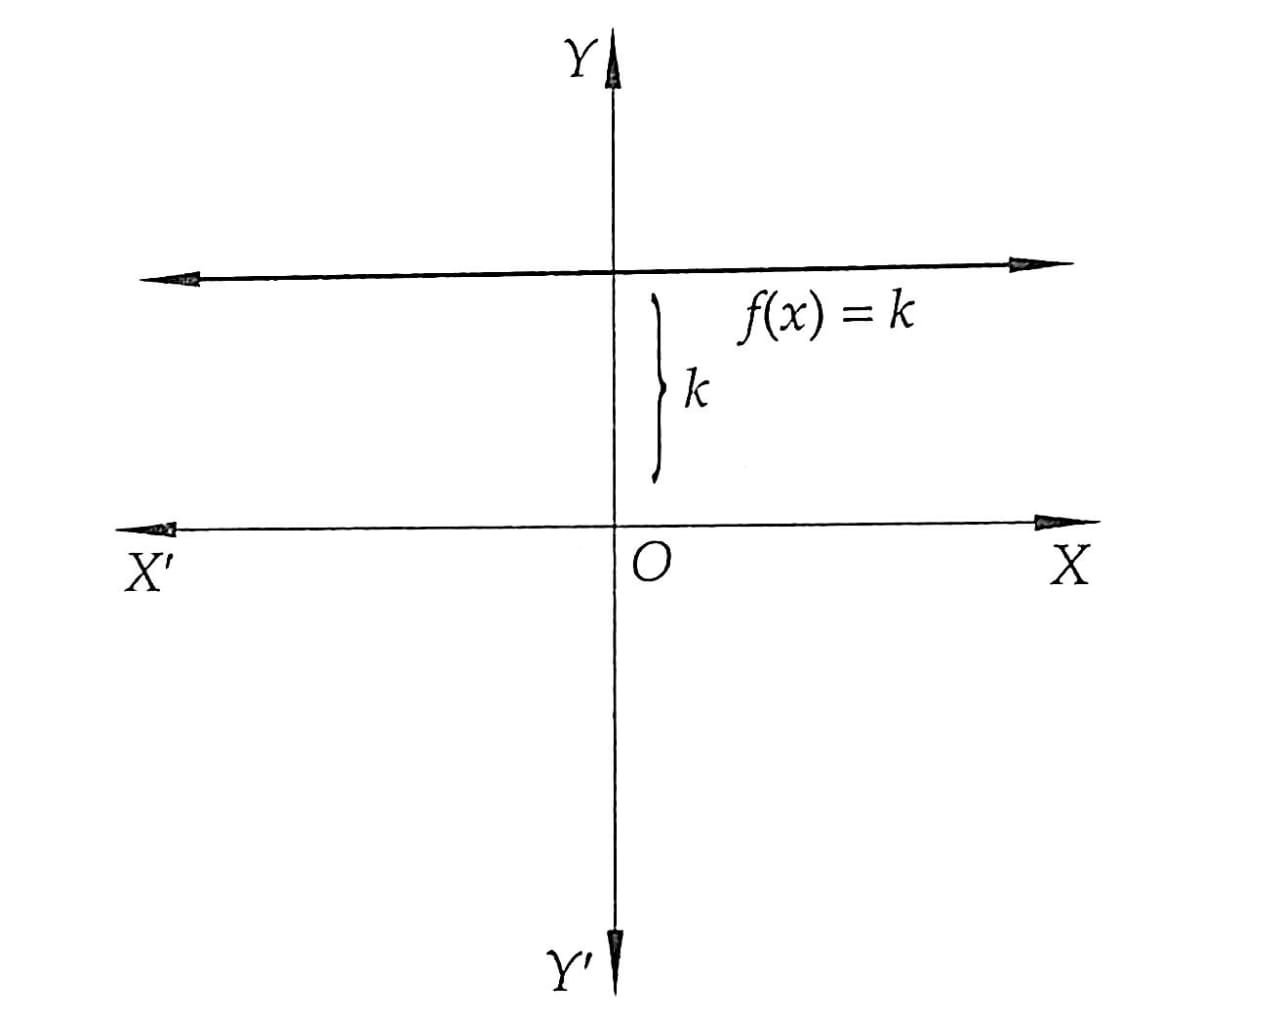 Y
f(x) = k
k
X'
O
X
Y'